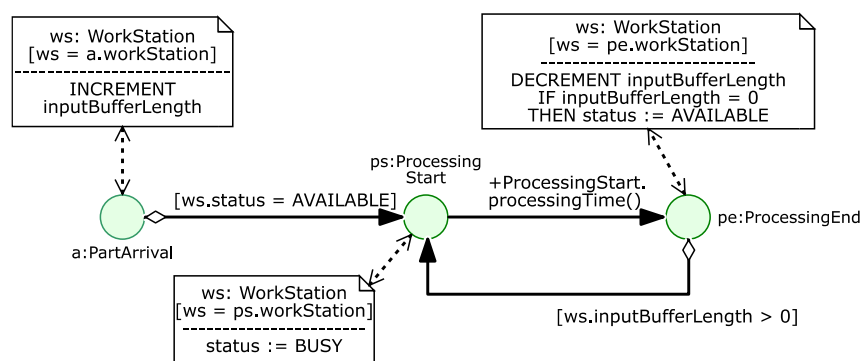 ws: WorkStation
[ws = a.workStation]
INCREMENT
inputBufferLength
ws: WorkStation
[ws = pe.workStation]
DECREMENT inputBufferLength
IF inputBufferLength = 0
THEN status := AVAILABLE
ps:Processing
Start
[ws.status = AVAILABLE]
+ProcessingStart.
processingTime()
a:PartArrival
pe:ProcessingEnd
ws: WorkStation
[ws = ps.workStation]
status := BUSY
[ws.inputBufferLength > 0]